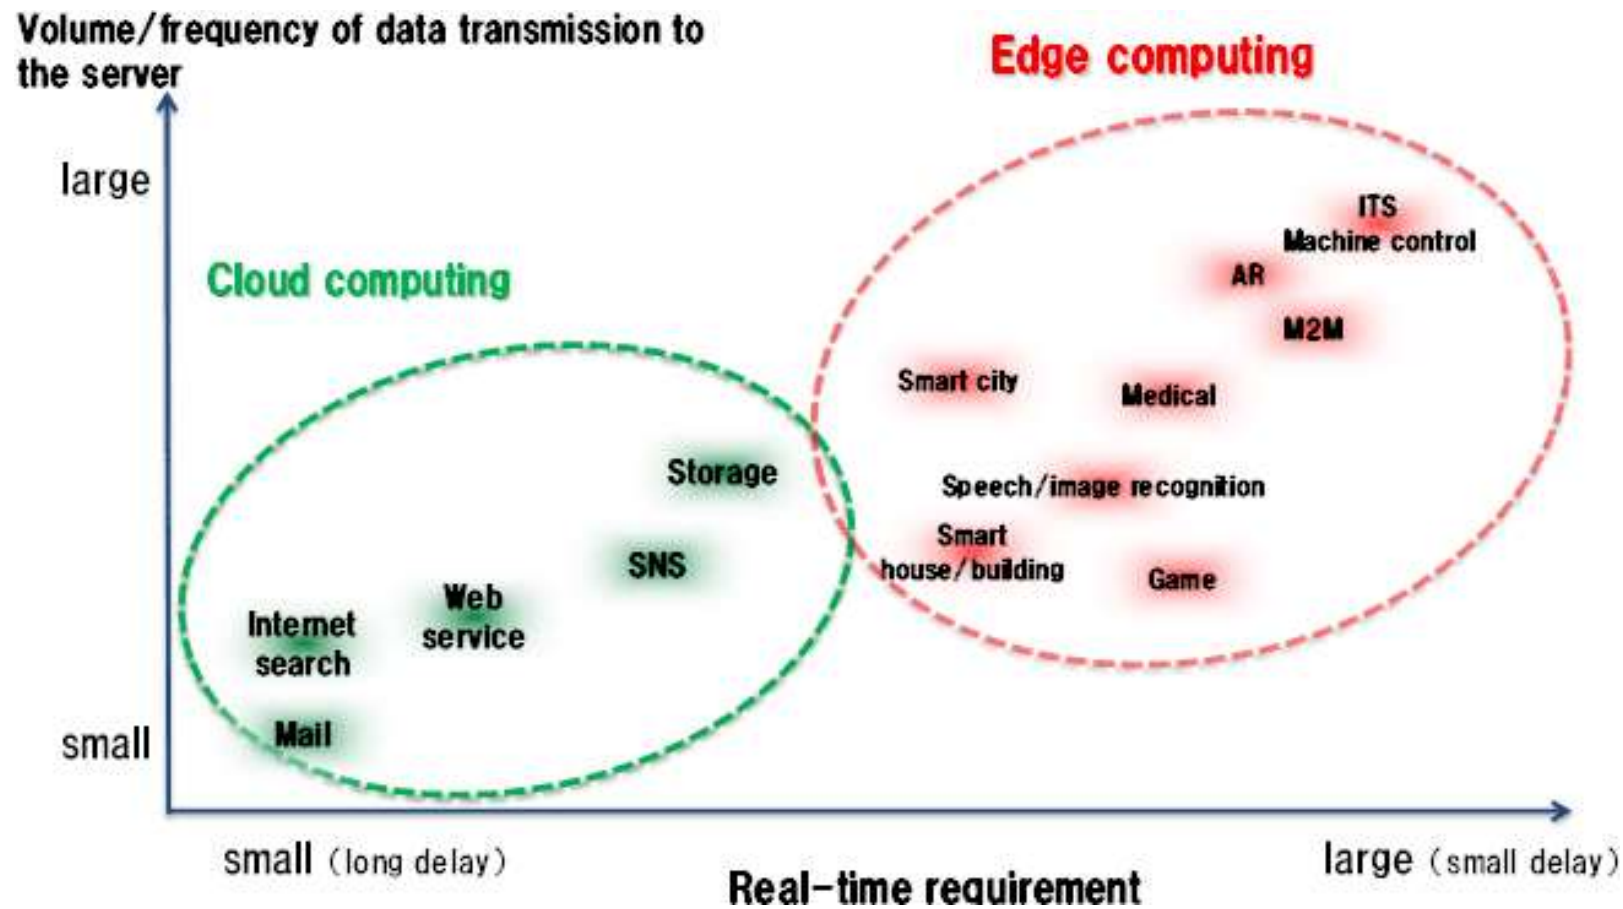 Volume/frequency of data transmission to
the server
Edge computing
large
ITS
Machine control
AR
Cloud computing
M2M
Smart city
Medical
Storage
Speech/image recognition
Smart
house/building
SNS
Game
Web
service
Internet
search
Mail
small
small (long delay)
large (small delay)
Real-time requirement